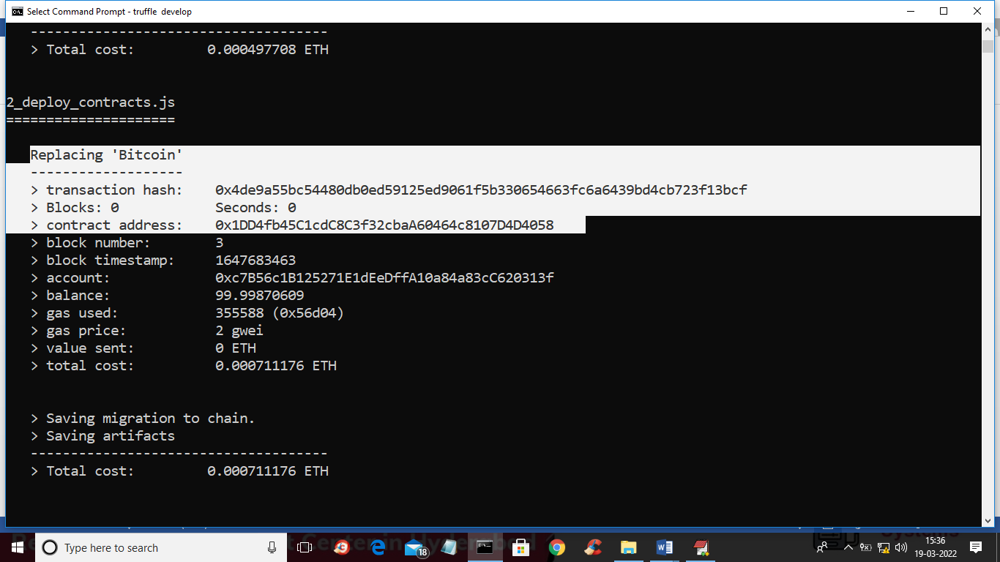 Select Command Prompt - truffle  develop
-------------------------------------
> Total cost:         0.000497708 ETH
2_deploy_contracts.js
=====================
Replacing 'Bitcoin'
-------------------
> transaction hash:    0x4de9a55bc54480db0ed59125ed9061f5b330654663fc6a6439bd4cb723f13bcf
> Blocks: 0            Seconds: 0
> contract address:    0x1DD4fb45C1cdC8C3f32cbaA60464c8107D4D4058
> block number:        3
> block timestamp:     1647683463
> account:             0xc7B56c1B125271E1dEeDffA10a84a83cC620313f
> balance:             99.99870609
> gas used:            355588 (0x56d04)
> gas price:           2 gwei
> value sent:          0 ETH
> total cost:          0.000711176 ETH
> Saving migration to chain.
> Saving artifacts
-------------------------------------
> Total cost:         0.000711176 ETH
Type here to search
18
15:36
19-03-2022